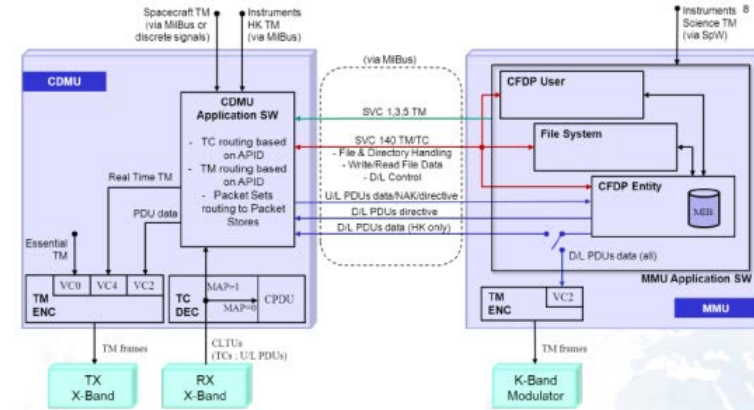 Spacecraft TM
(via MilBus or
discrete signals)
Instruments
HK TM
(via MilBus)
Instruments
Science TM
(via SpW)
8
CDMU
CDMU
Application SW
- TC routing based
on APID
- TM routing based
on APID
- Packet Sets
routing to Packet
Stores
Real Time TM
PDU data
Essential
TM
VC0
VC4
VC2
TM
ENC
TC
DEC
MAP=1
MAP=0
CPDU
TM frames
CLTUs
(TCs ; U/L PDUs)
TX
X-Band
RX
X-Band
(via MilBus)
SVC 1,3,5 TM
SVC 140 TM/TC
- File & Directory Handling
- Write/Read File Data
- D/L Control
U/L PDUs data/NAK/directive
D/L PDUs directive
D/L PDUs data (HK only)
CFDP User
File System
CFDP Entity
MIB
D/L PDUs data (all)
MMU Application SW
TM
ENC
VC2
MMU
TM frames
K-Band
Modulator